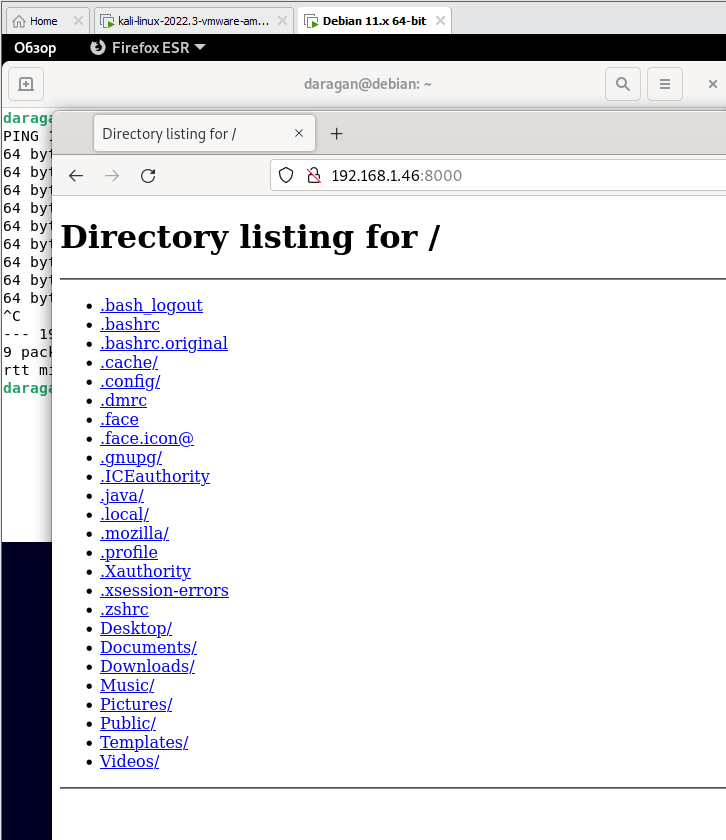 Home kali-linux-2022.3-vmware-am... Debian 11.x 64-bit
Обзор Firefox ESR
daragan@debian: ~
daraga
Directory listing for /
PING 1
64 byt
64 byt
192.168.1.46:8000
64 byt
64 byt
64 byt
64 byt
64 byt
64 byt
64 byt
^C
--- 19
9 pack
rtt mi
daraga
Directory listing for /
.bash_logout
.bashrc
.bashrc.original
.cache/
.config/
.dmrc
.face
.face.icon@
.gnupg/
.ICEauthority
.java/
.local/
.mozilla/
.profile
.Xauthority
.xsession-errors
.zshrc
Desktop/
Documents/
Downloads/
Music/
Pictures/
Public/
Templates/
Videos/